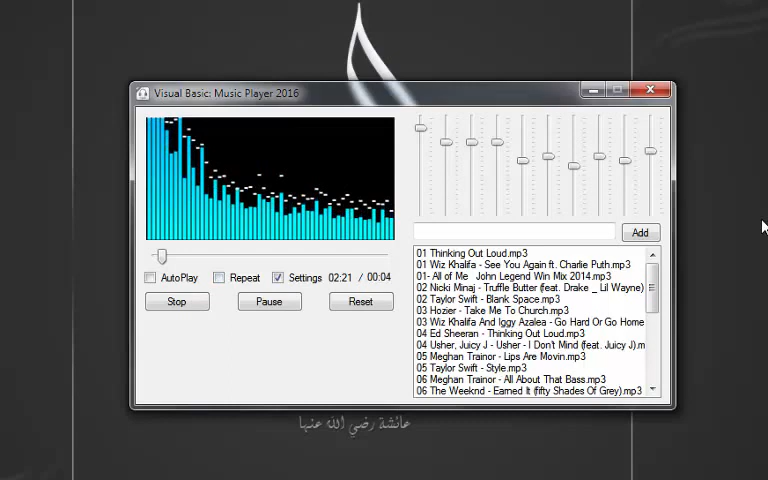 Visual Basic: Music Player 2016
Add
01 Thinking Out Loud.mp3
01 Wiz Khalifa - See You Again ft. Charlie Puth.mp3
01- All of Me   John Legend Win Mix 2014.mp3
02 Nicki Minaj - Truffle Butter (feat. Drake _ Lil Wayne)
02 Taylor Swift - Blank Space.mp3
03 Hozier - Take Me To Church.mp3
03 Wiz Khalifa And Iggy Azalea - Go Hard Or Go Home
04 Ed Sheeran - Thinking Out Loud.mp3
04 Usher, Juicy J - Usher - I Don't Mind (feat. Juicy J).m
05 Meghan Trainor - Lips Are Movin.mp3
05 Taylor Swift - Style.mp3
06 Meghan Trainor - All About That Bass.mp3
06 The Weeknd - Earned It (fifty Shades Of Grey).mp3
AutoPlay Repeat Settings 02:21 / 00:04
Stop Pause Reset
عائشة رضي الله عنها